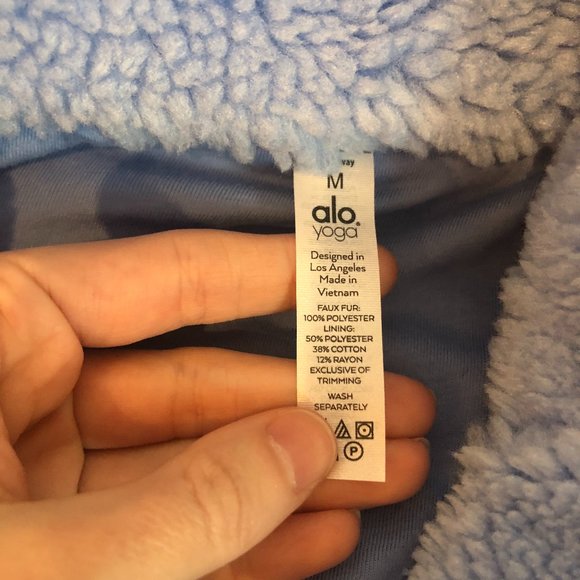 way
M
alo®
yoga
Designed in
Los Angeles
Made in
Vietnam
FAUX FUR:
100% POLYESTER
LINING:
50% POLYESTER
38% COTTON
12% RAYON
EXCLUSIVE OF
TRIMMING
WASH
SEPARATELY
P